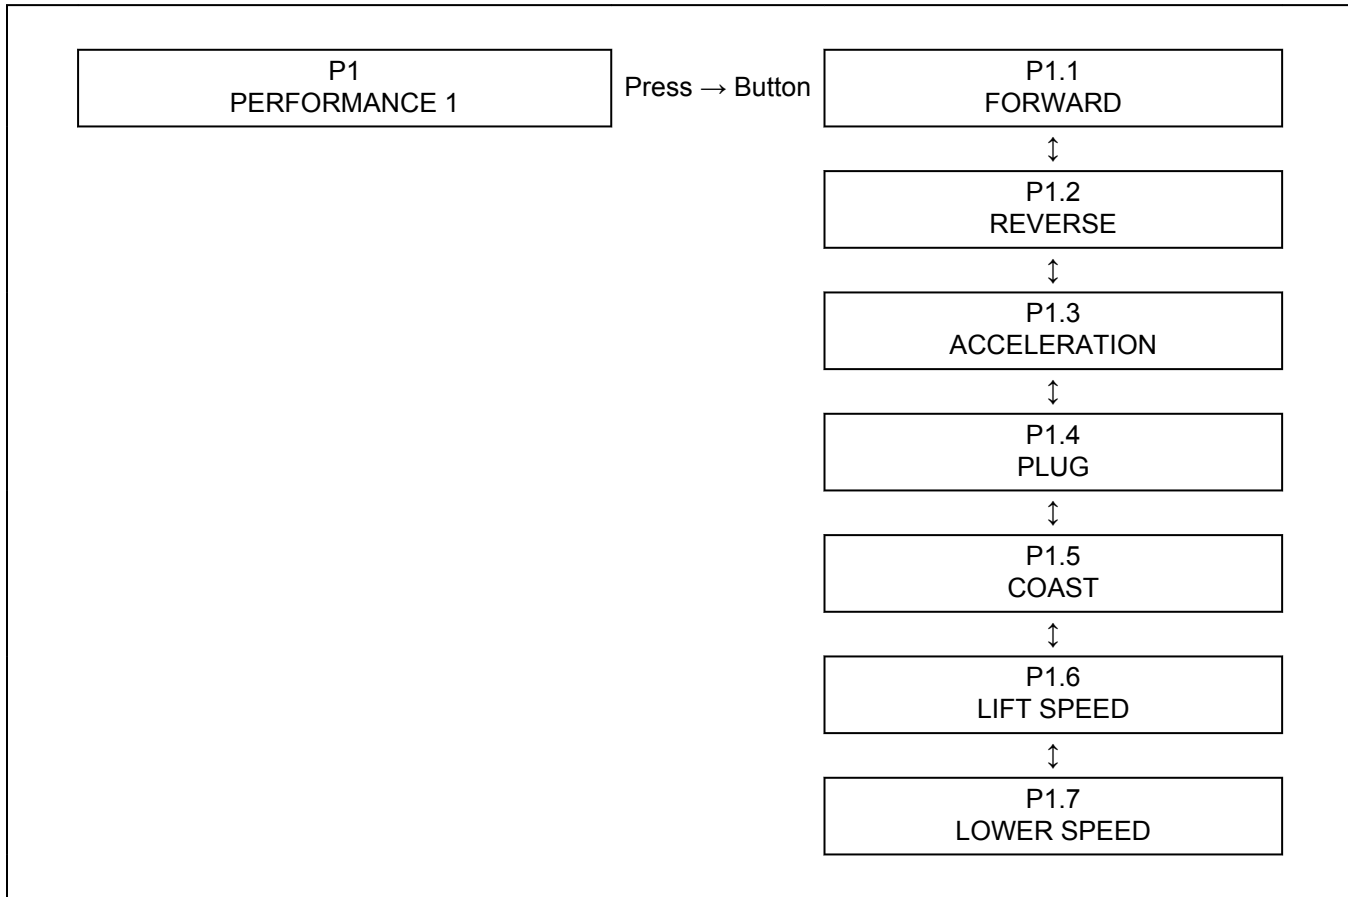 P1
PERFORMANCE 1
Press → Button
P1.1
FORWARD
↕
P1.2
REVERSE
↕
P1.3
ACCELERATION
↕
P1.4
PLUG
↕
P1.5
COAST
↕
P1.6
LIFT SPEED
↕
P1.7
LOWER SPEED